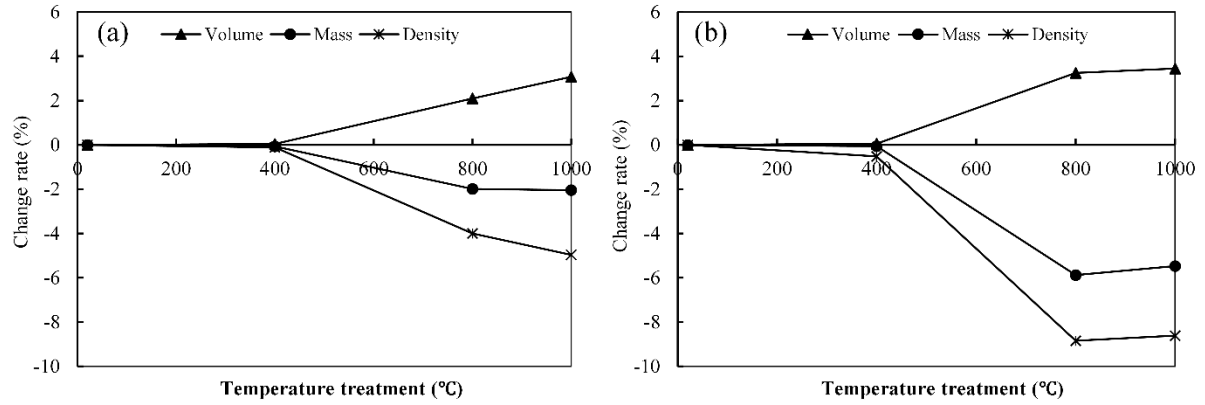 (a)
Volume Mass Density
6
4
2
0
-2
-4
-6
-8
-10
0 200 400 600 800 1000
Change rate (%)
Temperature treatment (℃)
(b)
Volume Mass Density
6
4
2
0
-2
-4
-6
-8
-10
0 200 400 600 800 1000
Change rate (%)
Temperature treatment (℃)